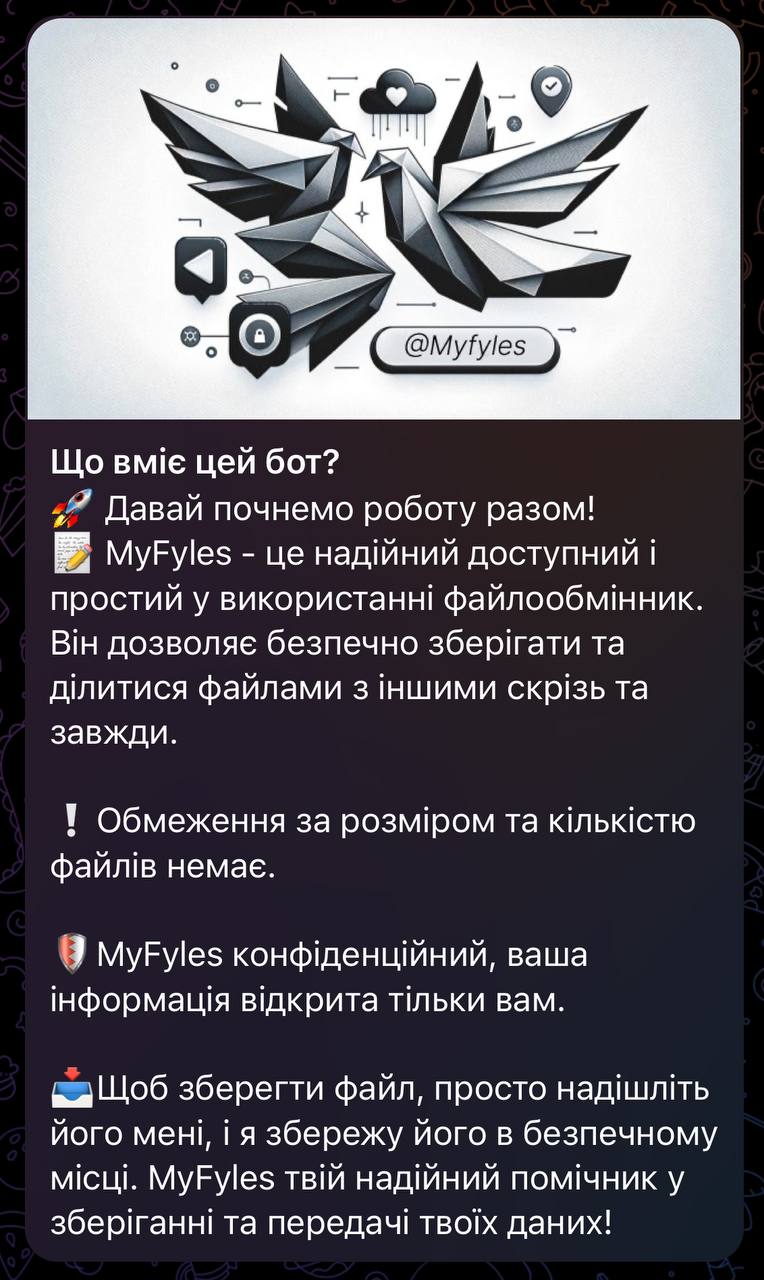 @Myfyles
Що вміє цей бот?
🚀 Давай почнемо роботу разом!
📝 MyFyles - це надійний доступний і
простий у використанні файлообмінник.
Він дозволяє безпечно зберігати та
ділитися файлами з іншими скрізь та
завжди.
❕ Обмеження за розміром та кількістю
файлів немає.
🛡 MyFyles конфіденційний, ваша
інформація відкрита тільки вам.
📥Щоб зберегти файл, просто надішліть
його мені, і я збережу його в безпечному
місці. MyFyles твій надійний помічник у
зберіганні та передачі твоїх даних!